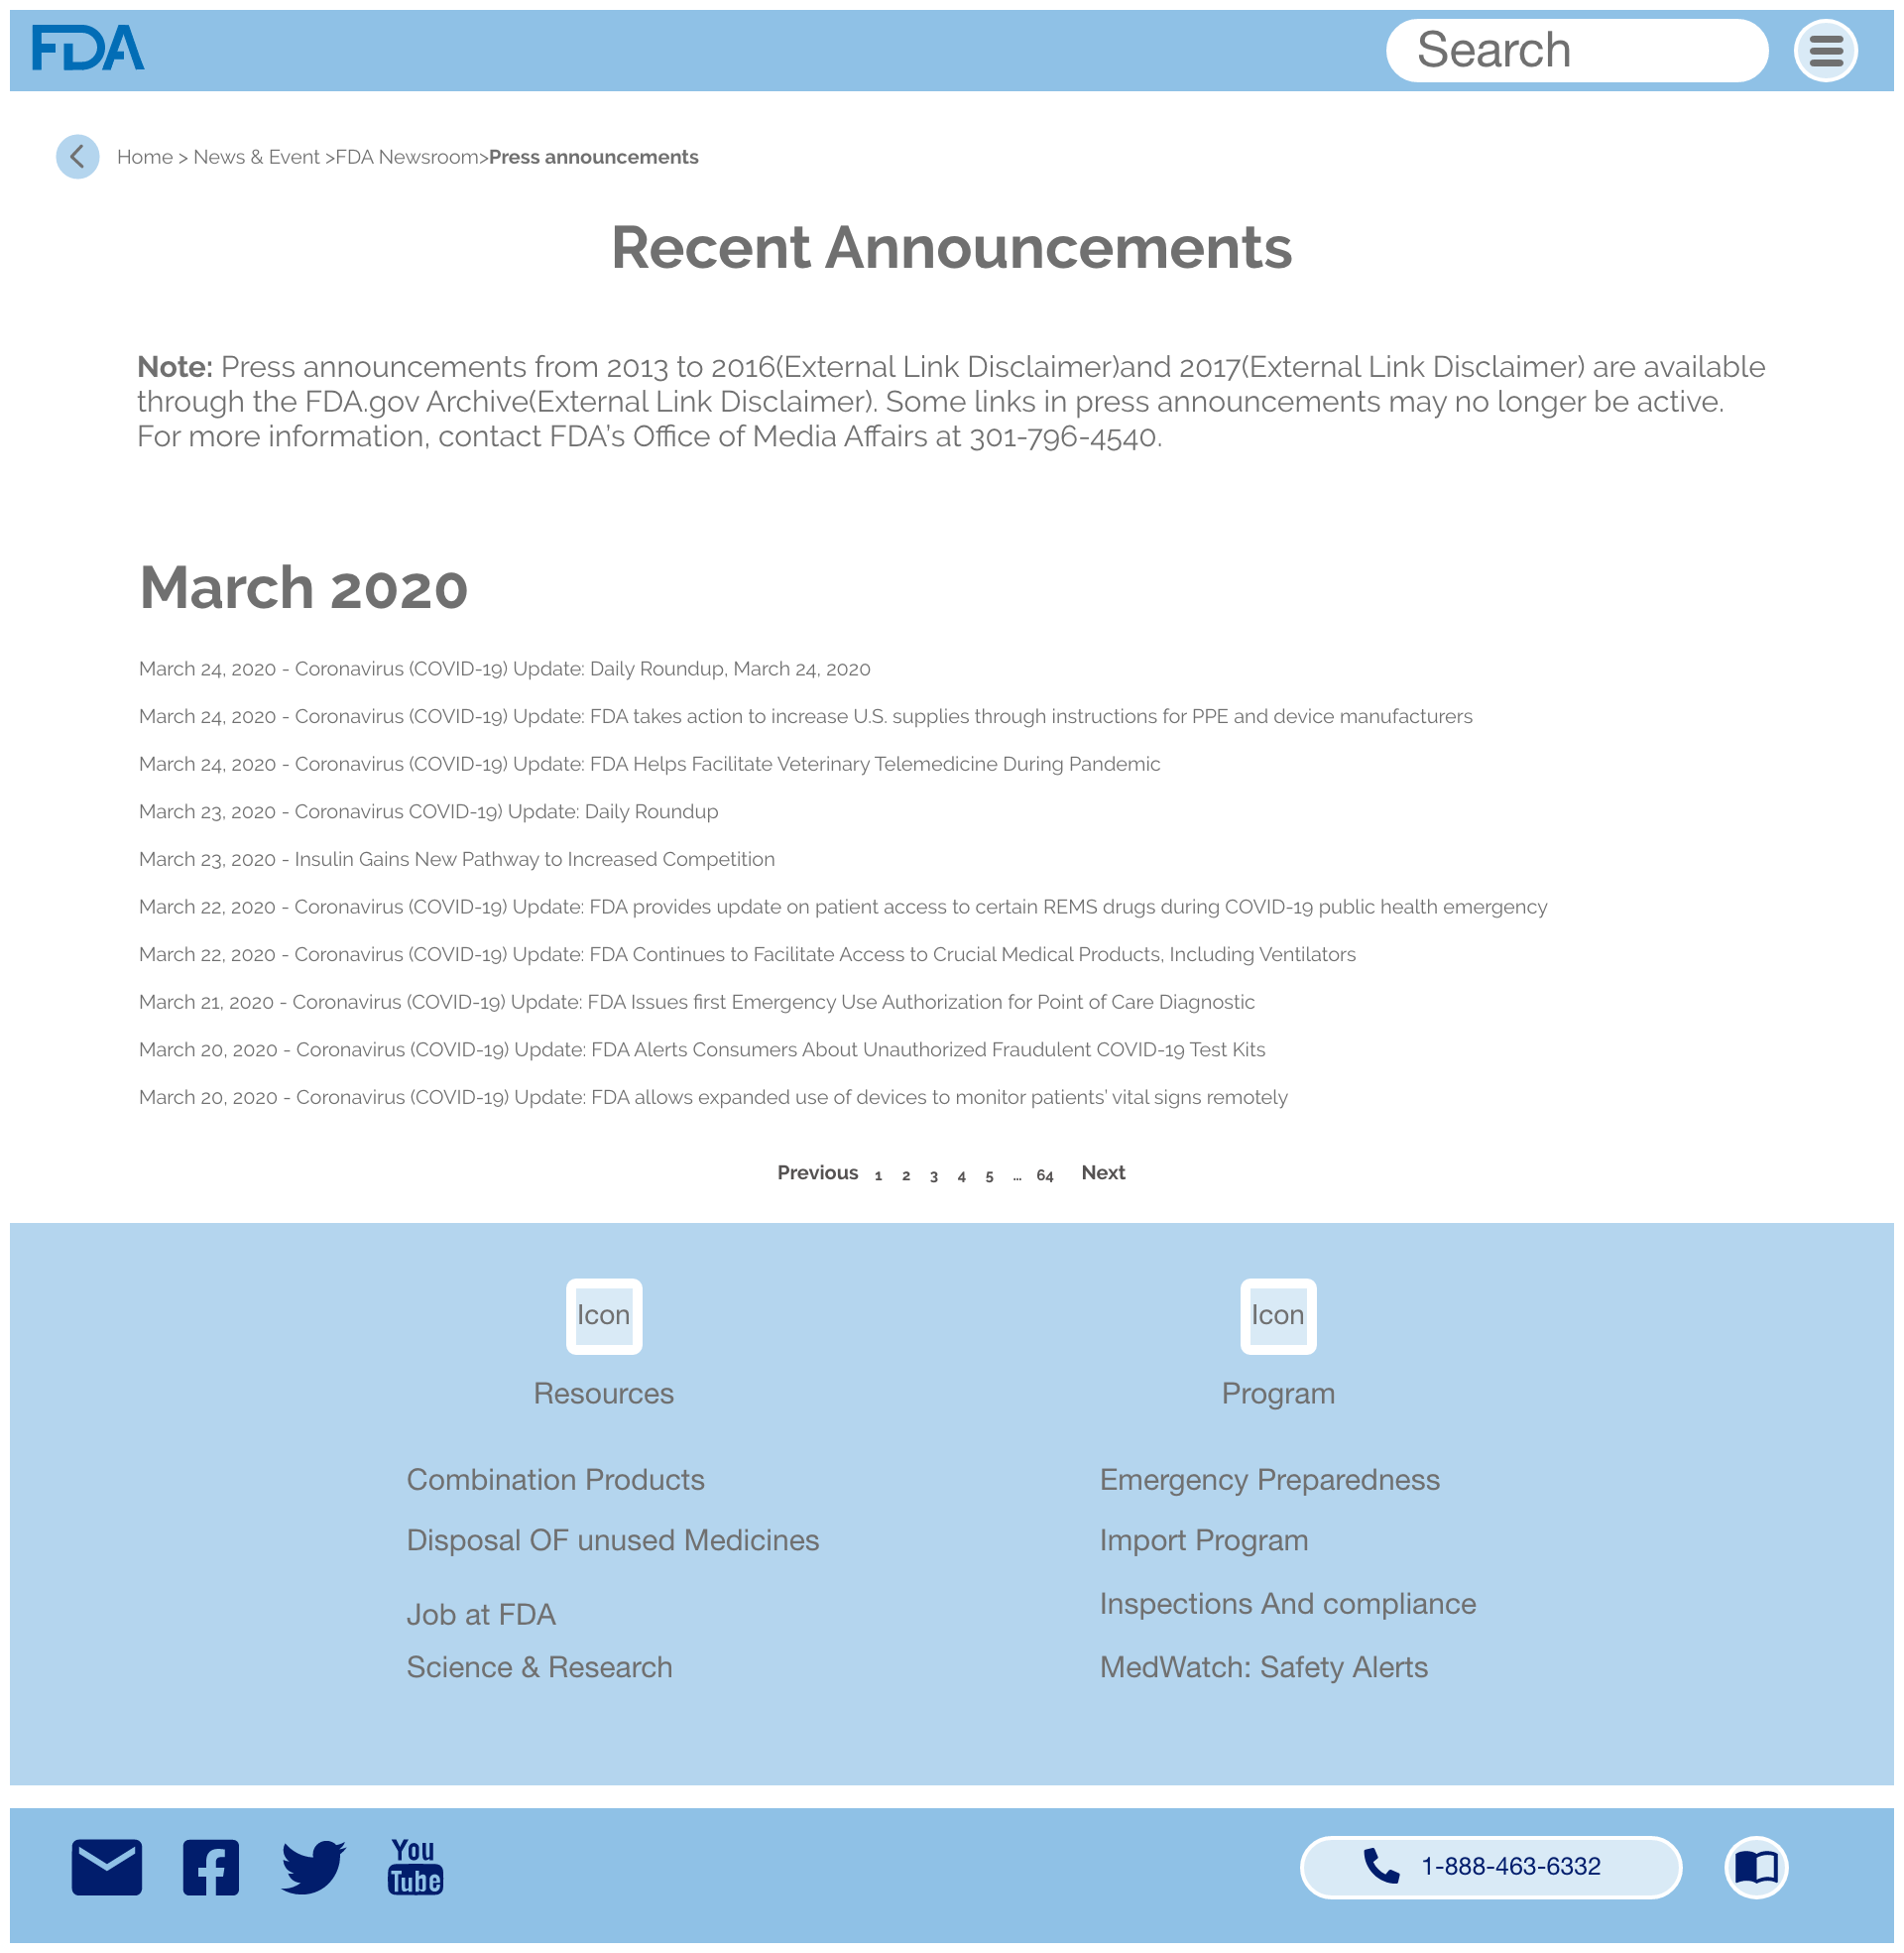 FDA
Search
Home > News & Event >FDA Newsroom>Press announcements
Recent Announcements
Note: Press announcements from 2013 to 2016(External Link Disclaimer)and 2017(External Link Disclaimer) are available
through the FDA.gov Archive(External Link Disclaimer). Some links in press announcements may no longer be active.
For more information, contact FDA’s Office of Media Affairs at 301-796-4540.
March 2020
March 24, 2020 - Coronavirus (COVID-19) Update: Daily Roundup, March 24, 2020
March 24, 2020 - Coronavirus (COVID-19) Update: FDA takes action to increase U.S. supplies through instructions for PPE and device manufacturers
March 24, 2020 - Coronavirus (COVID-19) Update: FDA Helps Facilitate Veterinary Telemedicine During Pandemic
March 23, 2020 - Coronavirus COVID-19) Update: Daily Roundup
March 23, 2020 - Insulin Gains New Pathway to Increased Competition
March 22, 2020 - Coronavirus (COVID-19) Update: FDA provides update on patient access to certain REMS drugs during COVID-19 public health emergency
March 22, 2020 - Coronavirus (COVID-19) Update: FDA Continues to Facilitate Access to Crucial Medical Products, Including Ventilators
March 21, 2020 - Coronavirus (COVID-19) Update: FDA Issues first Emergency Use Authorization for Point of Care Diagnostic
March 20, 2020 - Coronavirus (COVID-19) Update: FDA Alerts Consumers About Unauthorized Fraudulent COVID-19 Test Kits
March 20, 2020 - Coronavirus (COVID-19) Update: FDA allows expanded use of devices to monitor patients’ vital signs remotely
Previous 1 2 3 4 5 ... 64 Next
Icon
Resources
Combination Products
Disposal OF unused Medicines
Job at FDA
Science & Research
Icon
Program
Emergency Preparedness
Import Program
Inspections And compliance
MedWatch: Safety Alerts
You
Tube
1-888-463-6332